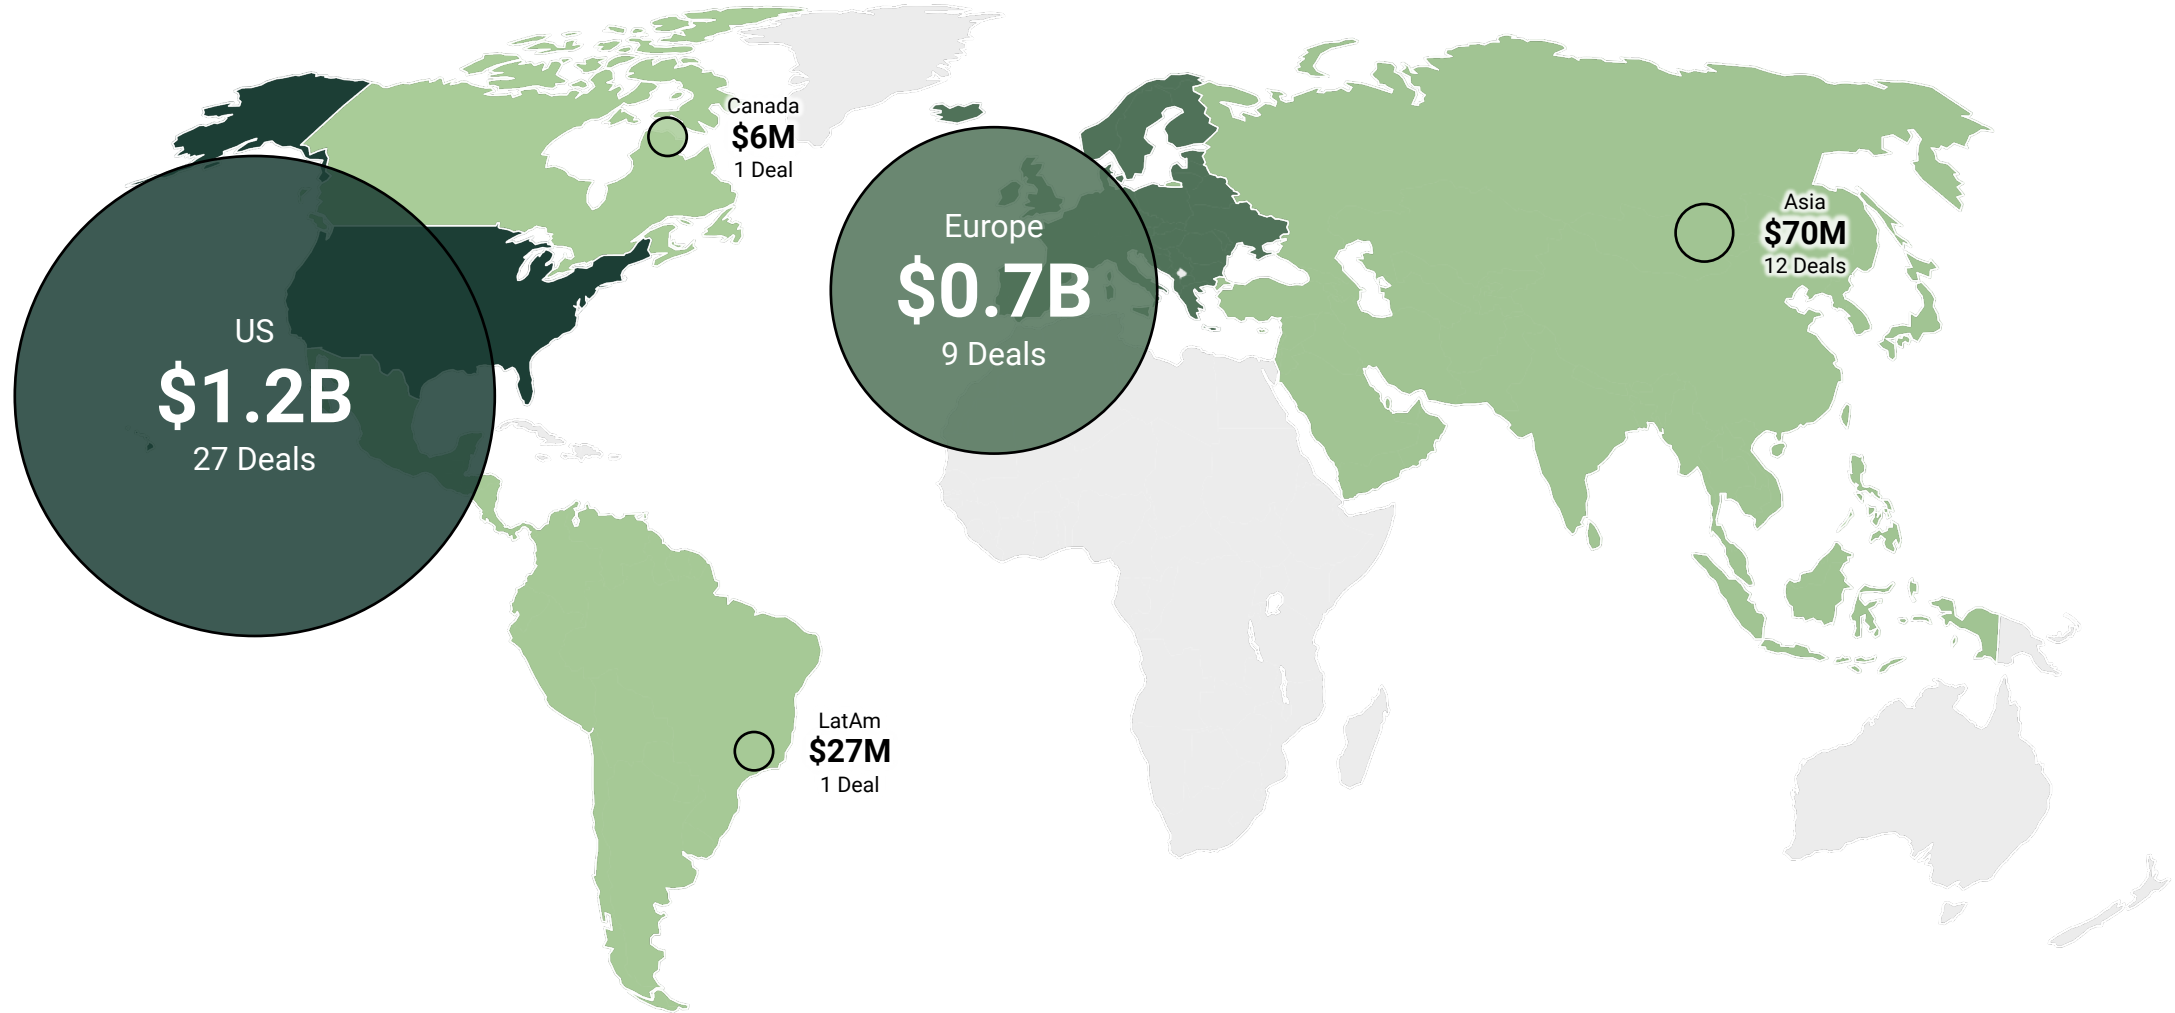 Canada
$6M
1 Deal
US
$1.2B
27 Deals
Europe
$0.7B
9 Deals
Asia
$70M
12 Deals
LatAm
$27M
1 Deal